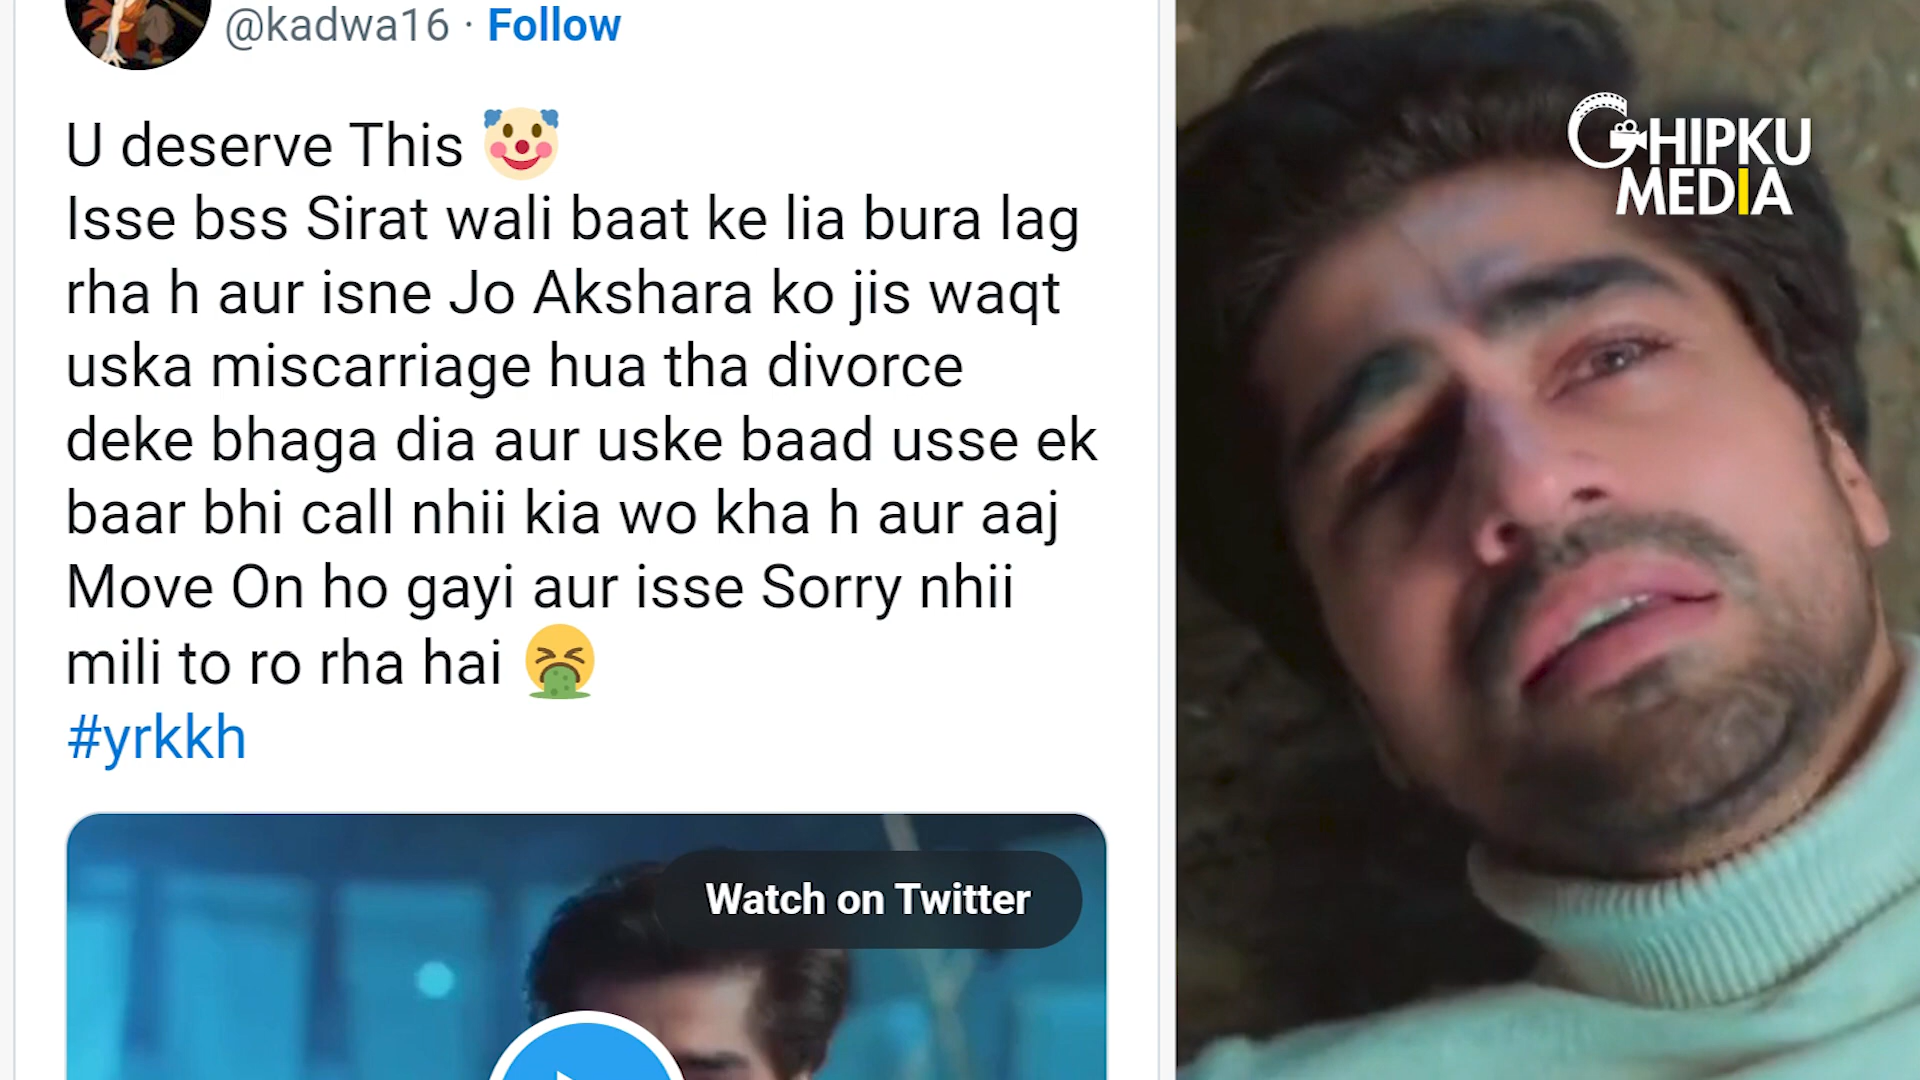 @kadwa16 · Follow
U deserve This 🤡
Isse bss Sirat wali baat ke lia bura lag
rha h aur isne Jo Akshara ko jis waqt
uska miscarriage hua tha divorce
deke bhaga dia aur uske baad usse ek
baar bhi call nhii kia wo kha h aur aaj
Move On ho gayi aur isse Sorry nhii
mili to ro rha hai 🤮
#yrkkh
Watch on Twitter
CHIPKU
MEDIA